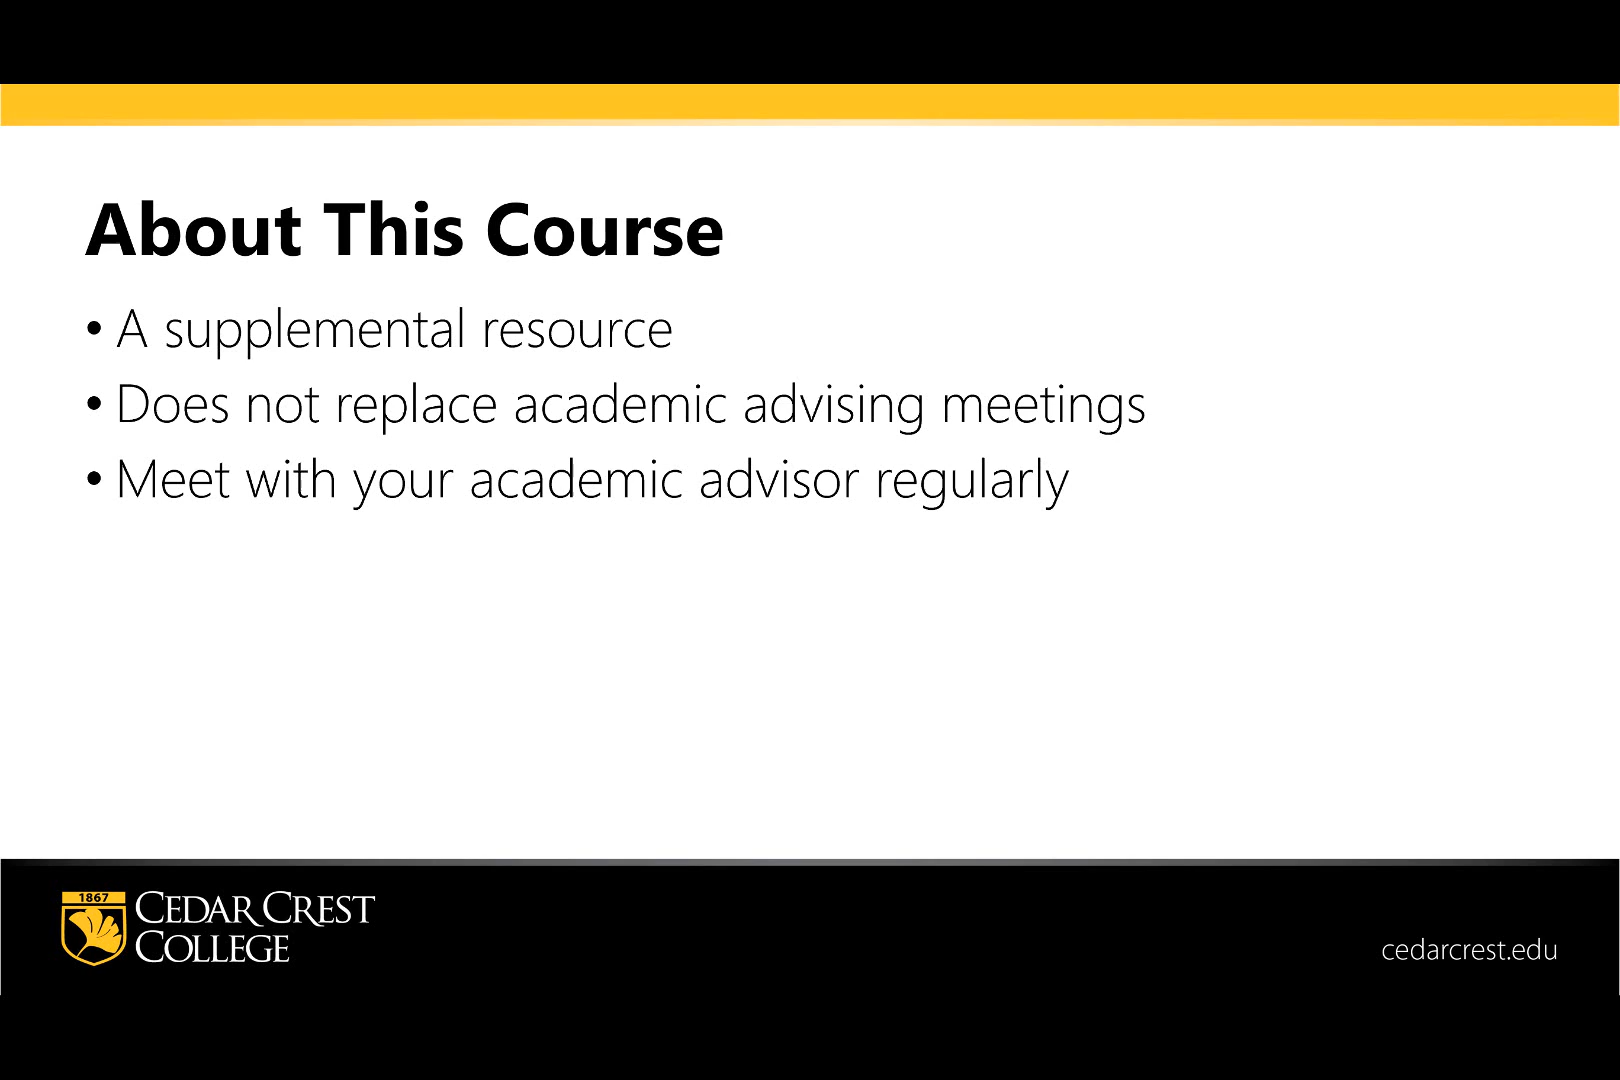 About This Course
• A supplemental resource
• Does not replace academic advising meetings
• Meet with your academic advisor regularly
1867
CEDAR CREST
COLLEGE
cedarcrest.edu